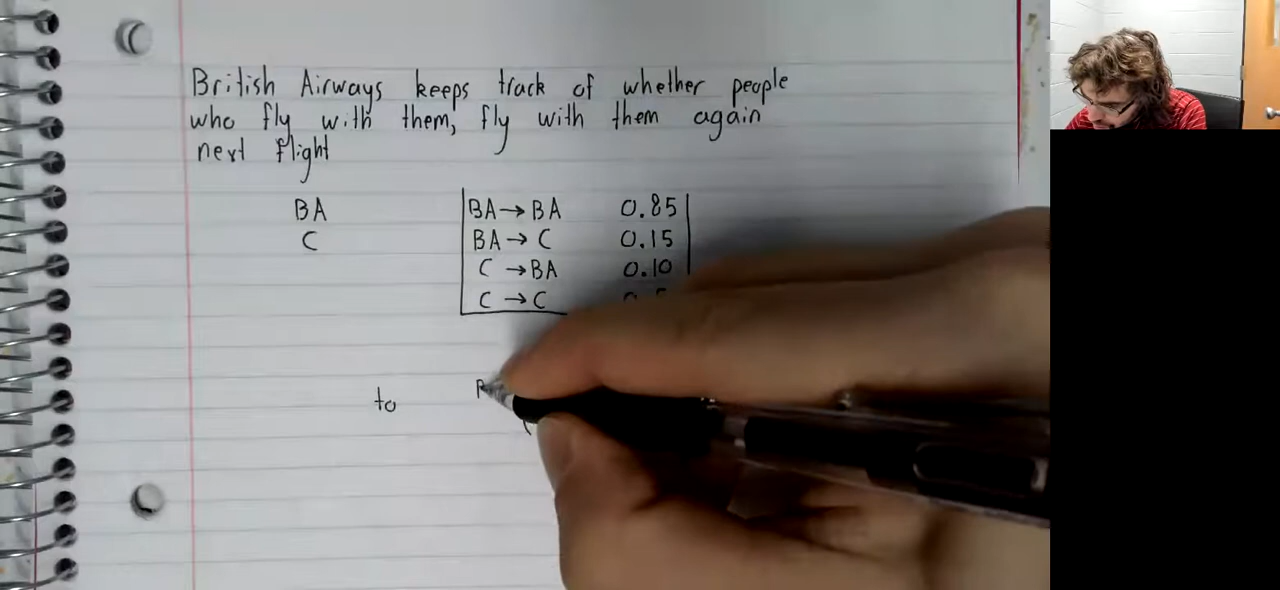 British Airways keeps track of whether people
who fly with them, fly with them again
next flight
BA BA→BA 0.85
C BA→C 0.15
C→BA 0.10
C→C
to